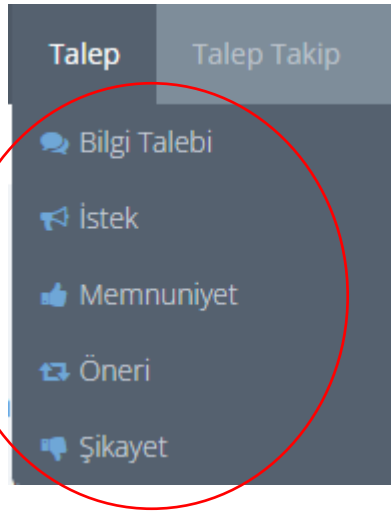 Talep Talep Takip
Bilgi Talebi
İstek
Memnuniyet
Öneri
Şikayet